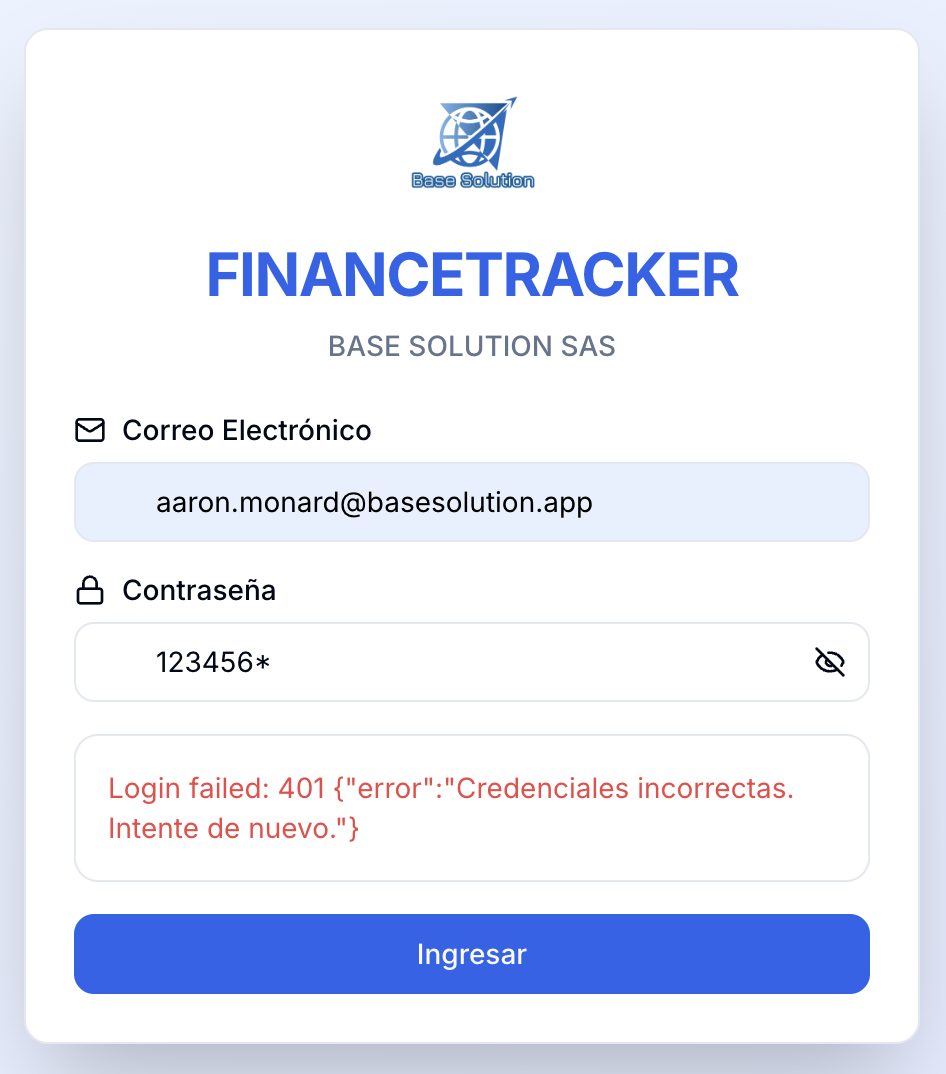 Base Solution
FINANCETRACKER
BASE SOLUTION SAS
Correo Electrónico
aaron.monard@basesolution.app
Contraseña
123456*
Login failed: 401 {"error":"Credenciales incorrectas.
Intente de nuevo."}
Ingresar